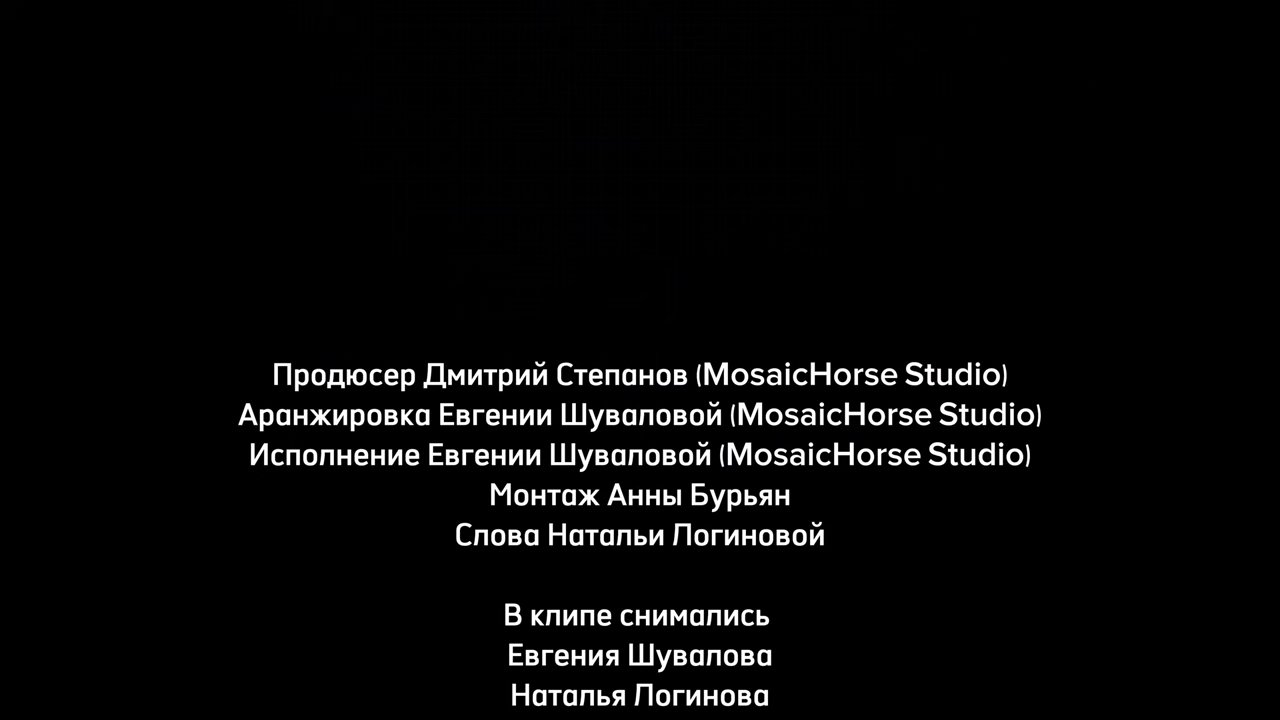 Продюсер Дмитрий Степанов (MosaicHorse Studio)
Аранжировка Евгении Шуваловой (MosaicHorse Studio)
Исполнение Евгении Шуваловой (MosaicHorse Studio)
Монтаж Анны Бурьян
Слова Натальи Логиновой
В клипе снимались
Евгения Шувалова
Наталья Логинова